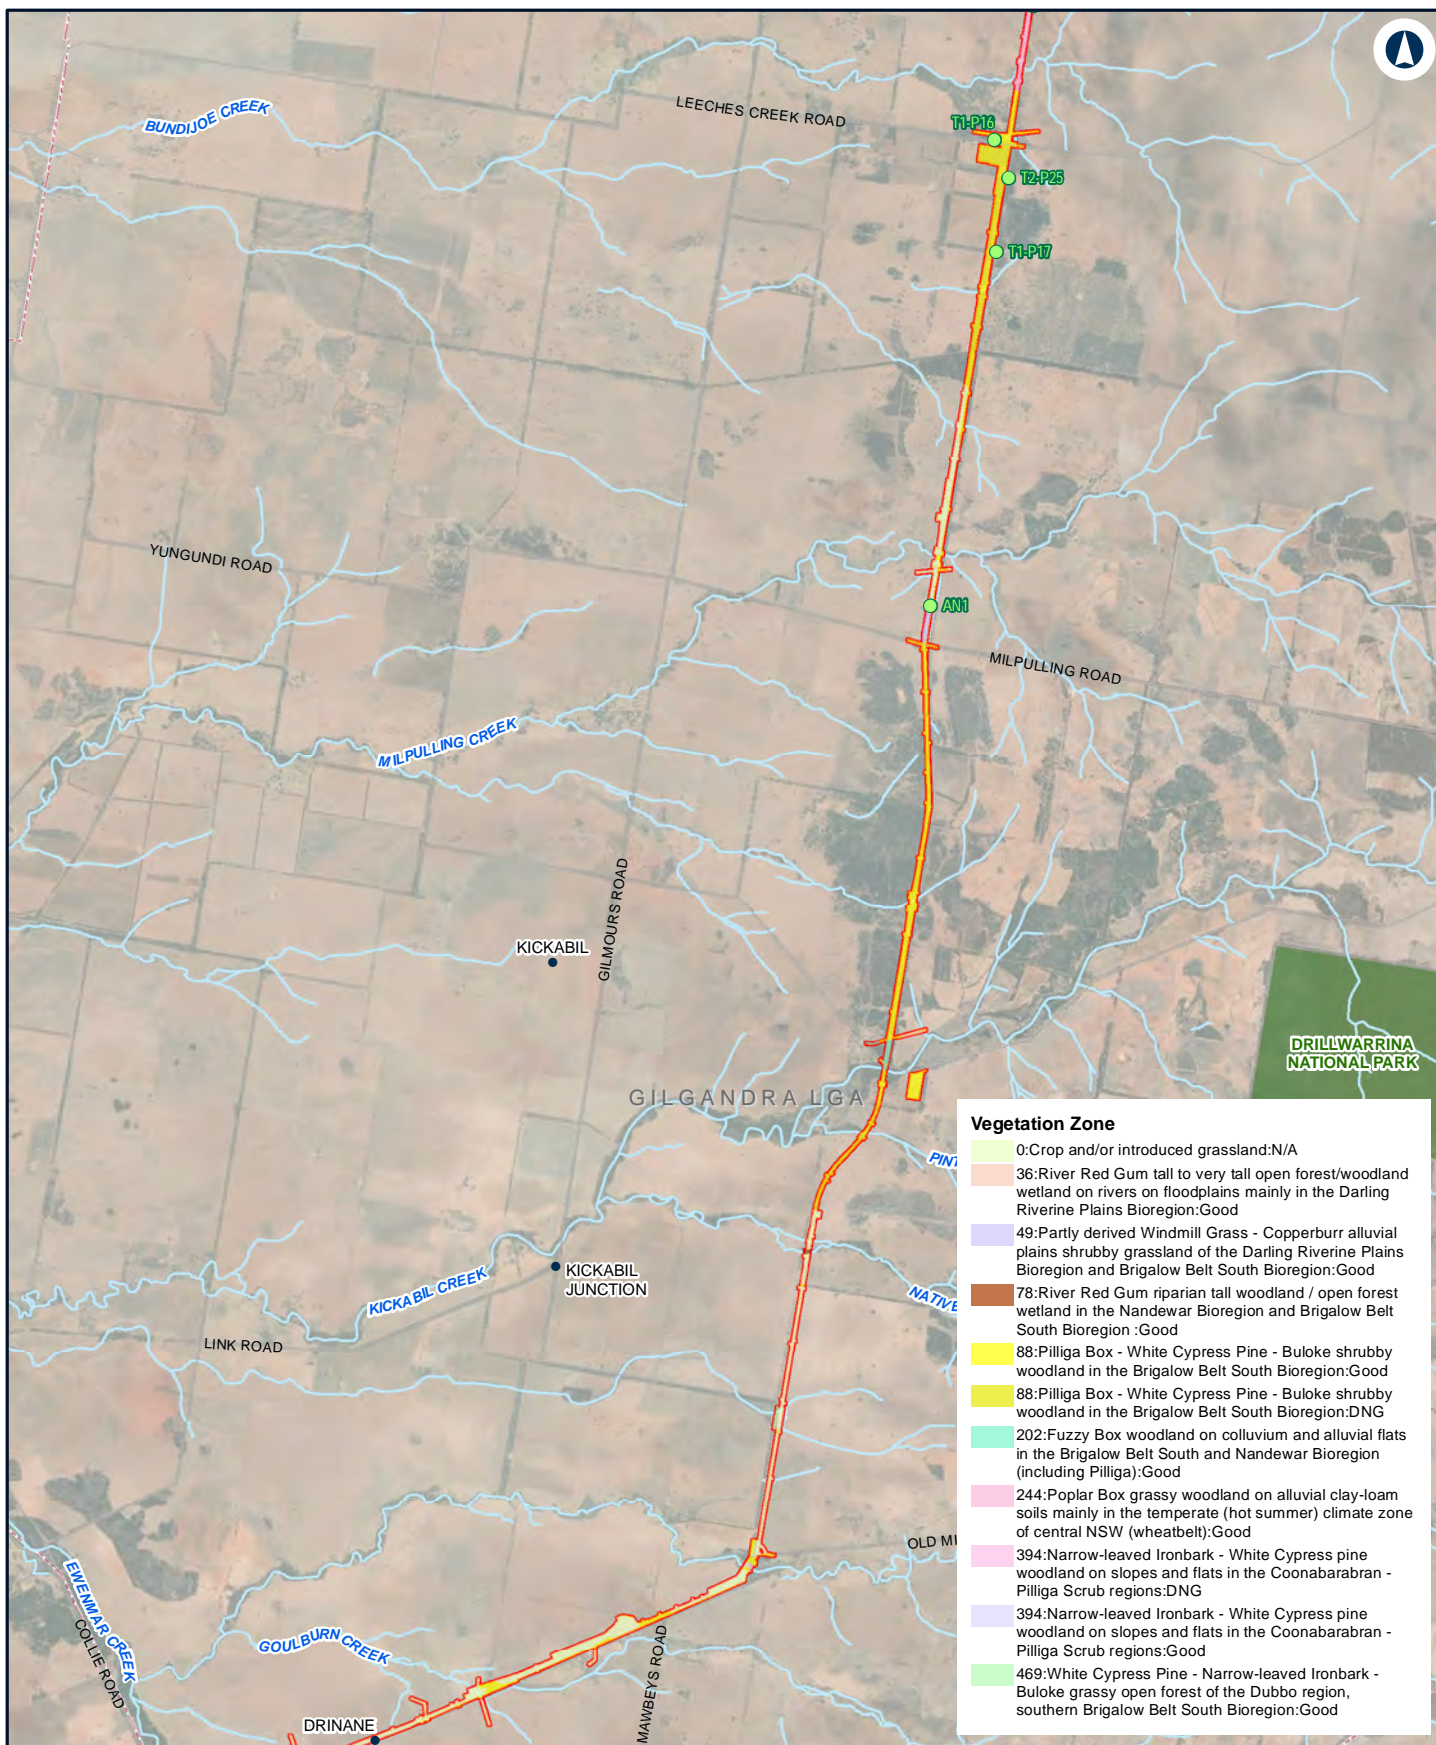 LEECHES CREEK ROAD
BUNDIJOE CREEK
T1-P16
T2-P25
T1-P17
YUNGUNDI ROAD
AN1
MILPULLING ROAD
MILPULLING CREEK
GILMOURS ROAD
KICKABIL
DRILLWARRINA
NATIONAL PARK
GILGANDRA LGA
PINT
KICKABIL
JUNCTION
KICKABIL CREEK
NATIVE
LINK ROAD
OLD MI
EWENMAR CREEK
COLLIE ROAD
GOULBURN CREEK
MAWBEYS ROAD
DRINANE
Vegetation Zone
0:Crop and/or introduced grassland:N/A
36:River Red Gum tall to very tall open forest/woodland
wetland on rivers on floodplains mainly in the Darling
Riverine Plains Bioregion:Good
49:Partly derived Windmill Grass - Copperburr alluvial
plains shrubby grassland of the Darling Riverine Plains
Bioregion and Brigalow Belt South Bioregion:Good
78:River Red Gum riparian tall woodland / open forest
wetland in the Nandewar Bioregion and Brigalow Belt
South Bioregion :Good
88:Pilliga Box - White Cypress Pine - Buloke shrubby
woodland in the Brigalow Belt South Bioregion:Good
88:Pilliga Box - White Cypress Pine - Buloke shrubby
woodland in the Brigalow Belt South Bioregion:DNG
202:Fuzzy Box woodland on colluvium and alluvial flats
in the Brigalow Belt South and Nandewar Bioregion
(including Pilliga):Good
244:Poplar Box grassy woodland on alluvial clay-loam
soils mainly in the temperate (hot summer) climate zone
of central NSW (wheatbelt):Good
394:Narrow-leaved Ironbark - White Cypress pine
woodland on slopes and flats in the Coonabarabran -
Pilliga Scrub regions:DNG
394:Narrow-leaved Ironbark - White Cypress pine
woodland on slopes and flats in the Coonabarabran -
Pilliga Scrub regions:Good
469:White Cypress Pine - Narrow-leaved Ironbark -
Buloke grassy open forest of the Dubbo region,
southern Brigalow Belt South Bioregion:Good